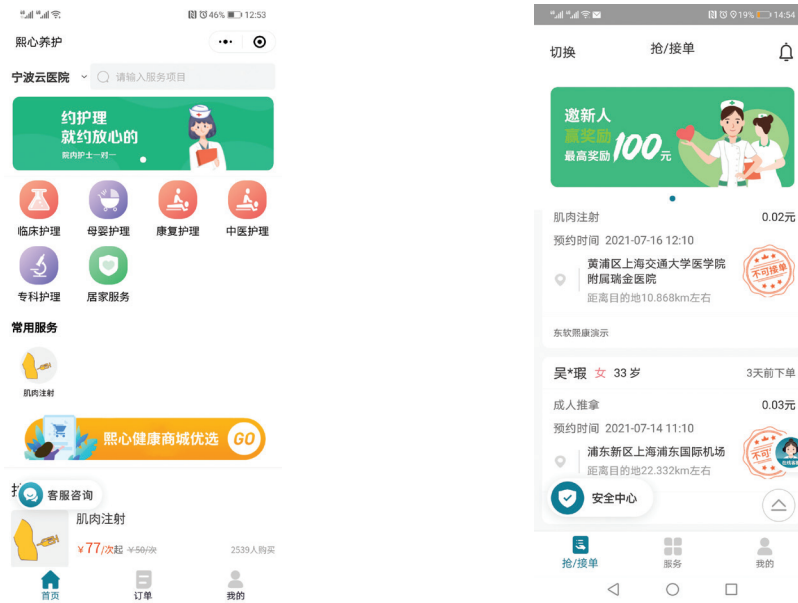 46% 12:53
熙心养护
宁波云医院
请输入服务项目
约护理
就约放心的
院内护士一对一
临床护理
母婴护理
康复护理
中医护理
专科护理
居家服务
常用服务
肌肉注射
熙心健康商城优选 GO
客服咨询
肌肉注射
¥77/次起 ¥50/次
2539人购买
首页
订单
我的
19% 14:54
切换
抢/接单
邀新人
赢奖励
最高奖励100元
肌肉注射
0.02元
预约时间 2021-07-16 12:10
黄浦区上海交通大学医学院
附属瑞金医院
不可接单
距离目的地10.868km左右
东软熙康演示
吴*瑕 女 33 岁
3天前下单
成人推拿
0.03元
预约时间 2021-07-14 11:10
浦东新区上海浦东国际机场
不可
距离目的地22.332km左右
安全中心
抢/接单
服务
我的